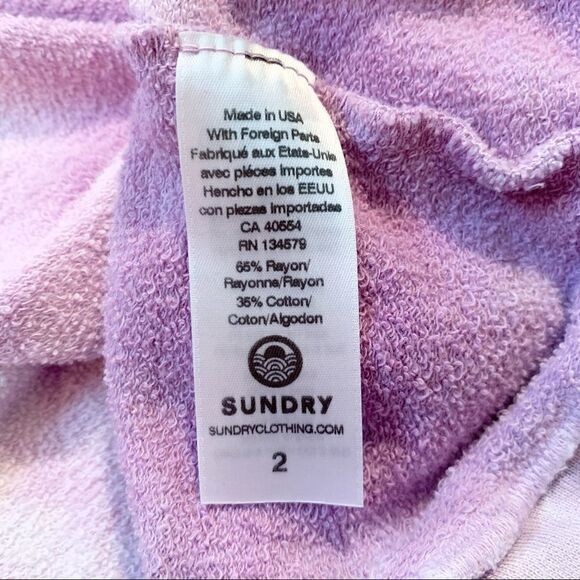 Made in USA
With Foreign Parts
Fabriqué aux Etats-Unis
avec pièces importes
Hencho en los EEUU
con piezas importadas
CA 40554
RN 134579
65% Rayon/
Rayonne/Rayon
35% Cotton/
Coton/Algodon
SUNDRY
SUNDRYCLOTHING.COM
2